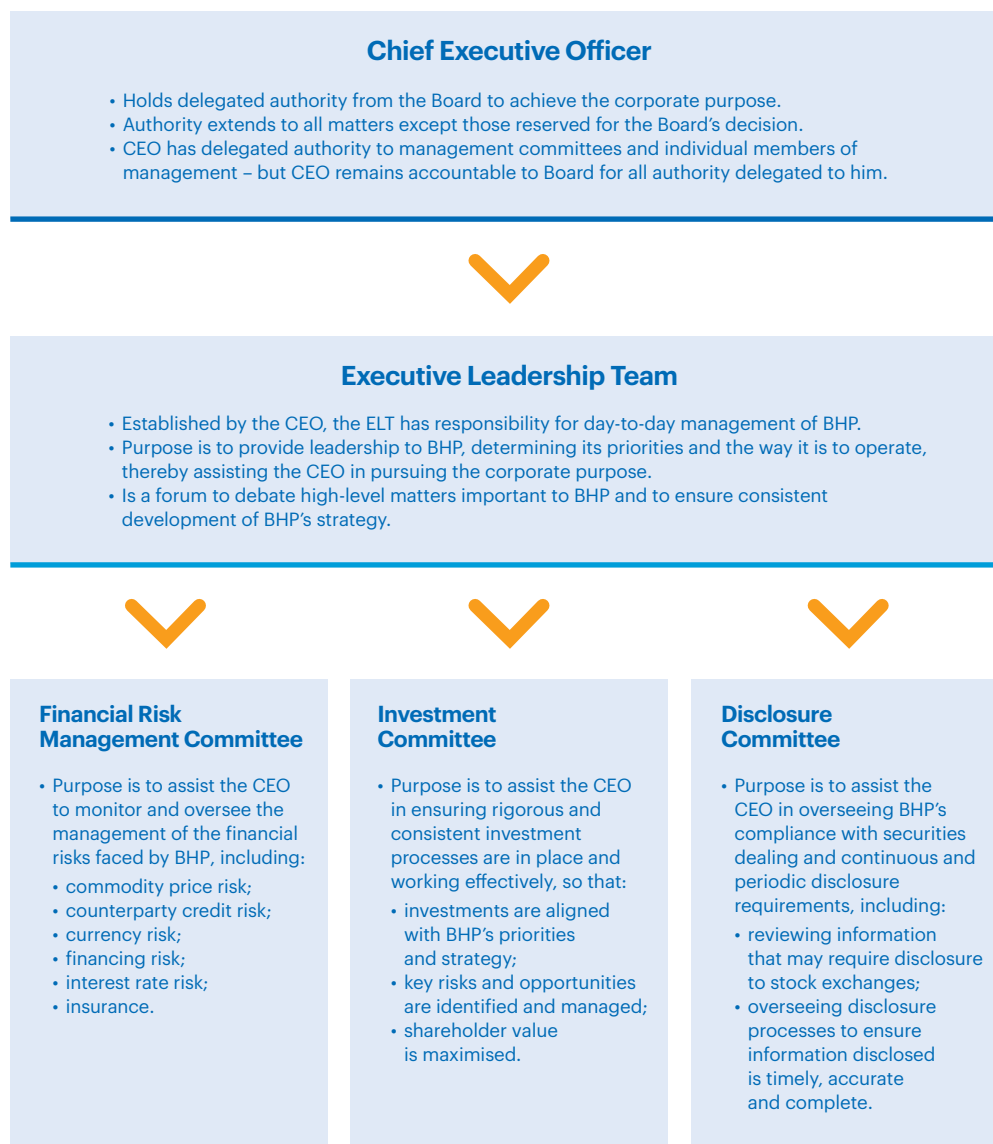 Chief Executive Officer
• Holds delegated authority from the Board to achieve the corporate purpose.
• Authority extends to all matters except those reserved for the Board’s decision.
• CEO has delegated authority to management committees and individual members of
management – but CEO remains accountable to Board for all authority delegated to him.
Executive Leadership Team
• Established by the CEO, the ELT has responsibility for day-to-day management of BHP.
• Purpose is to provide leadership to BHP, determining its priorities and the way it is to operate,
thereby assisting the CEO in pursuing the corporate purpose.
• Is a forum to debate high-level matters important to BHP and to ensure consistent
development of BHP’s strategy.
Financial Risk
Management Committee
• Purpose is to assist the CEO
to monitor and oversee the
management of the financial
risks faced by BHP, including:
• commodity price risk;
• counterparty credit risk;
• currency risk;
• financing risk;
• interest rate risk;
• insurance.
Investment
Committee
• Purpose is to assist the CEO
in ensuring rigorous and
consistent investment
processes are in place and
working effectively, so that:
• investments are aligned
with BHP’s priorities
and strategy;
• key risks and opportunities
are identified and managed;
• shareholder value
is maximised.
Disclosure
Committee
• Purpose is to assist the
CEO in overseeing BHP’s
compliance with securities
dealing and continuous and
periodic disclosure
requirements, including:
• reviewing information
that may require disclosure
to stock exchanges;
• overseeing disclosure
processes to ensure
information disclosed
is timely, accurate
and complete.